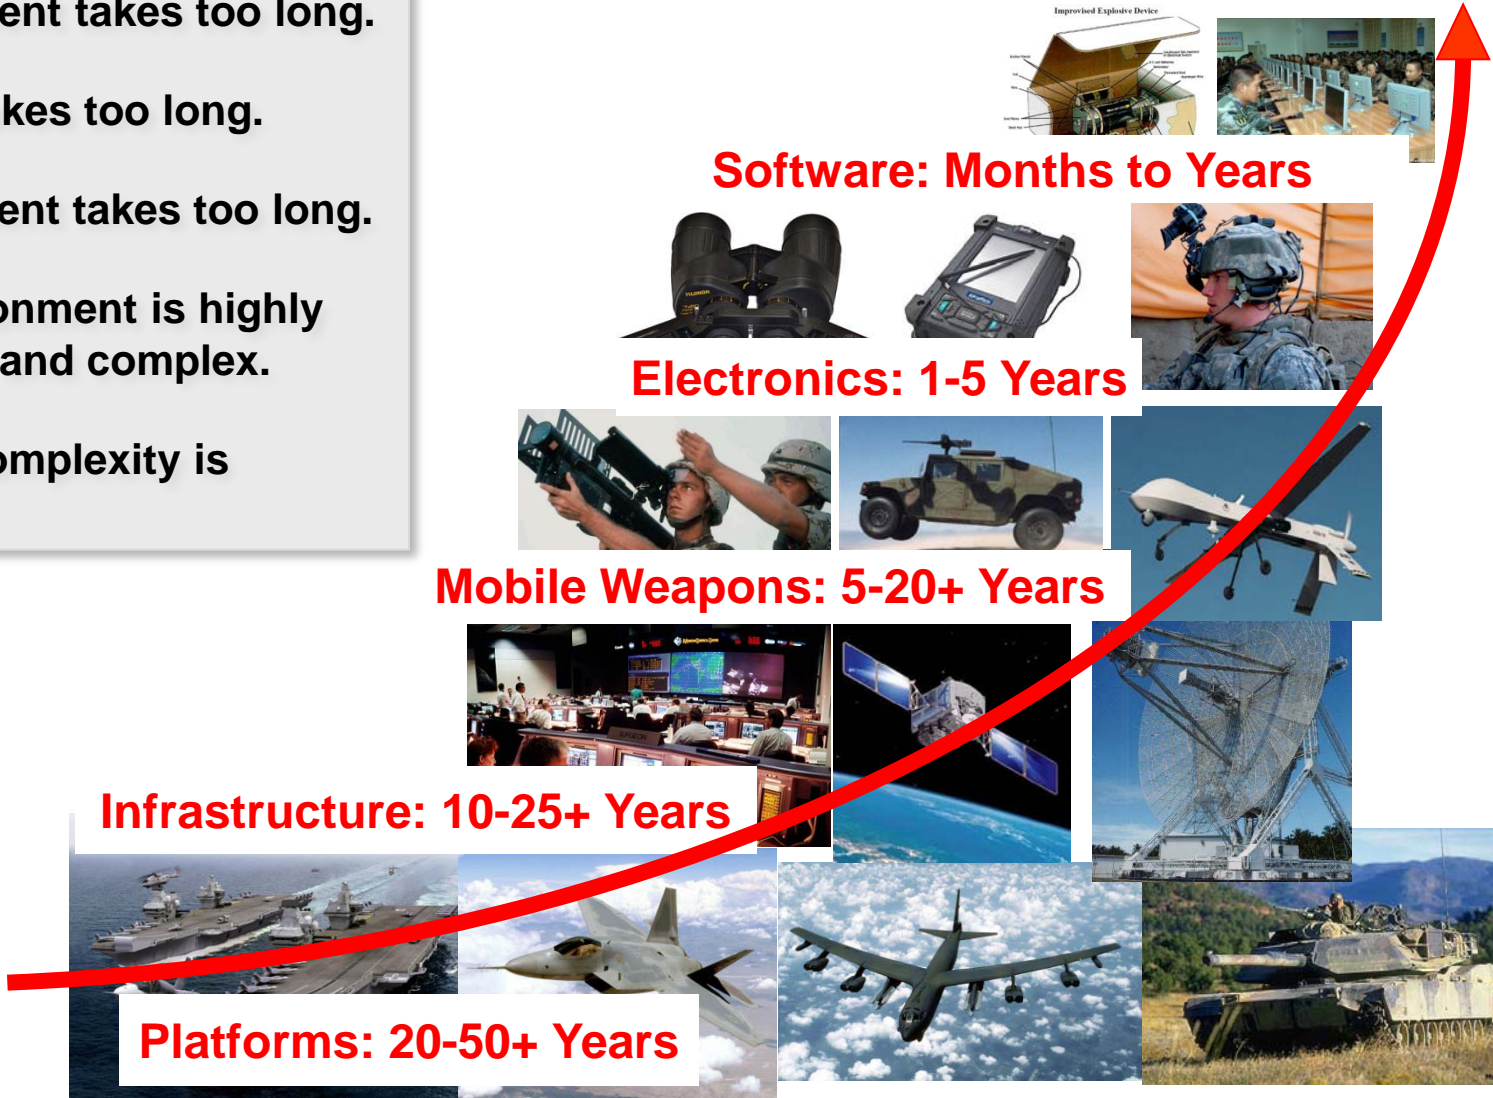 ent takes too long.
kes too long.
ent takes too long.
onment is highly
and complex.
omplexity is
Improvised Explosive Device
Software: Months to Years
FUJINON
Electronics: 1-5 Years
Mobile Weapons: 5-20+ Years
SURGEON
Infrastructure: 10-25+ Years
Platforms: 20-50+ Years